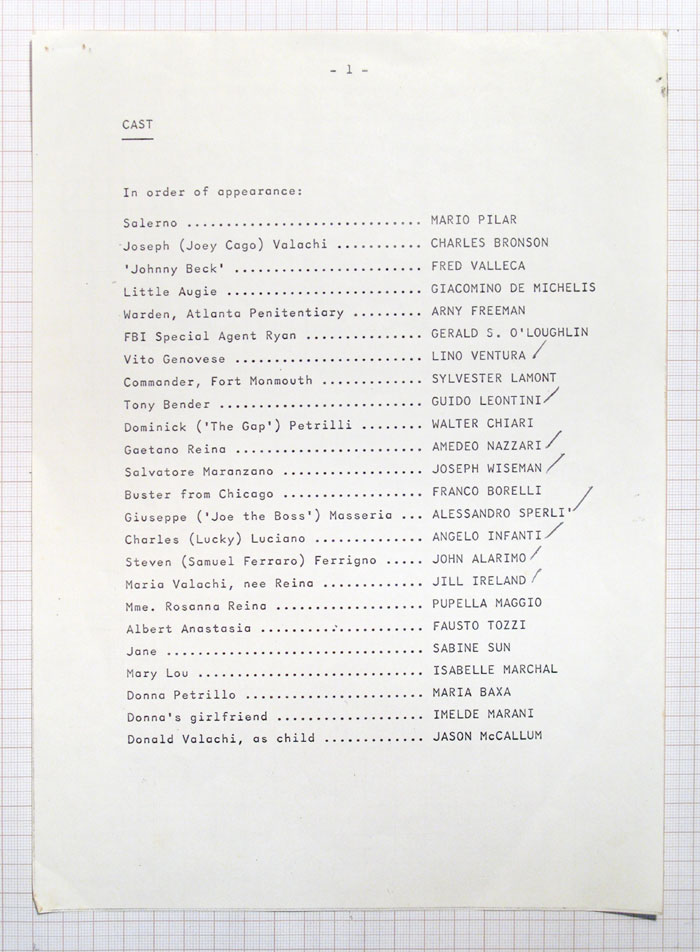 - 1 -
CAST
In order of appearance:
Salerno .............................. MARIO PILAR
Joseph (Joey Cago) Valachi ........... CHARLES BRONSON
'Johnny Beck' ........................ FRED VALLECA
Little Augie ......................... GIACOMINO DE MICHELIS
Warden, Atlanta Penitentiary ......... ARNY FREEMAN
FBI Special Agent Ryan ............... GERALD S. O'LOUGHLIN
Vito Genovese ........................ LINO VENTURA
Commander, Fort Monmouth ............. SYLVESTER LAMONT
Tony Bender .......................... GUIDO LEONTINI
Dominick ('The Gap') Petrilli ........ WALTER CHIARI
Gaetano Reina ........................ AMEDEO NAZZARI
Salvatore Maranzano .................. JOSEPH WISEMAN
Buster from Chicago .................. FRANCO BORELLI
Giuseppe ('Joe the Boss') Masseria ... ALESSANDRO SPERLI'
Charles (Lucky) Luciano .............. ANGELO INFANTI
Steven (Samuel Ferraro) Ferrigno ..... JOHN ALARIMO
Maria Valachi, nee Reina ............. JILL IRELAND
Mme. Rosanna Reina ................... PUPELLA MAGGIO
Albert Anastasia ..................... FAUSTO TOZZI
Jane ................................. SABINE SUN
Mary Lou ............................. ISABELLE MARCHAL
Donna Petrillo ....................... MARIA BAXA
Donna's girlfriend ................... IMELDE MARANI
Donald Valachi, as child ............. JASON McCALLUM